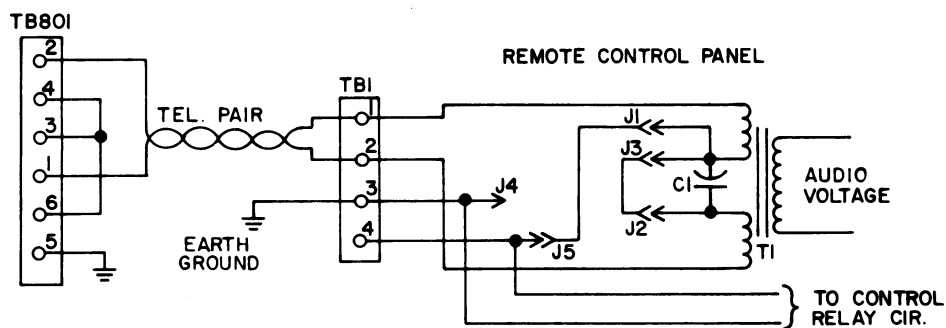 TB801
2
4
3
1
6
5
TEL. PAIR
EARTH
GROUND
TB1
1
2
3
4
REMOTE CONTROL PANEL
J1
J3
J4
C1
J2
J5
T1
AUDIO
VOLTAGE
TO CONTROL
RELAY CIR.